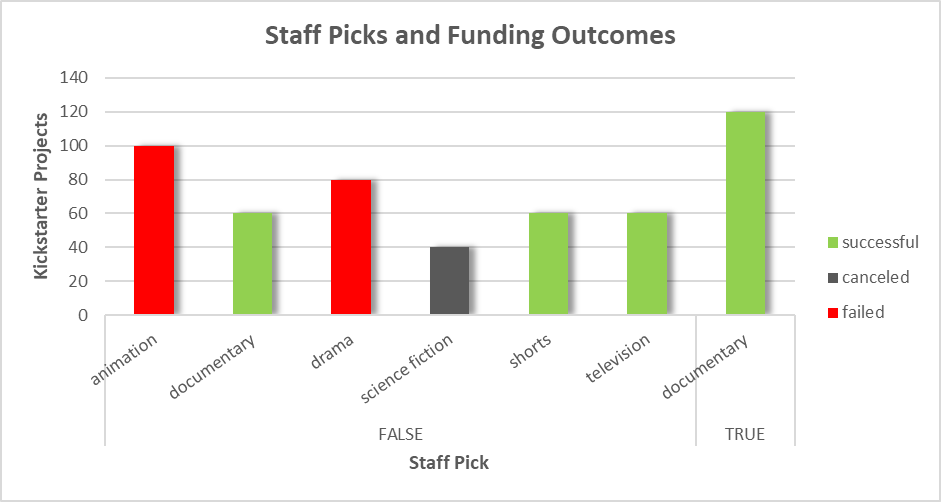 Staff Picks and Funding Outcomes
Kickstarter Projects
140
120
100
80
60
40
20
0
animation
documentary
drama
science fiction
shorts
television
documentary
FALSE
TRUE
Staff Pick
successful
canceled
failed